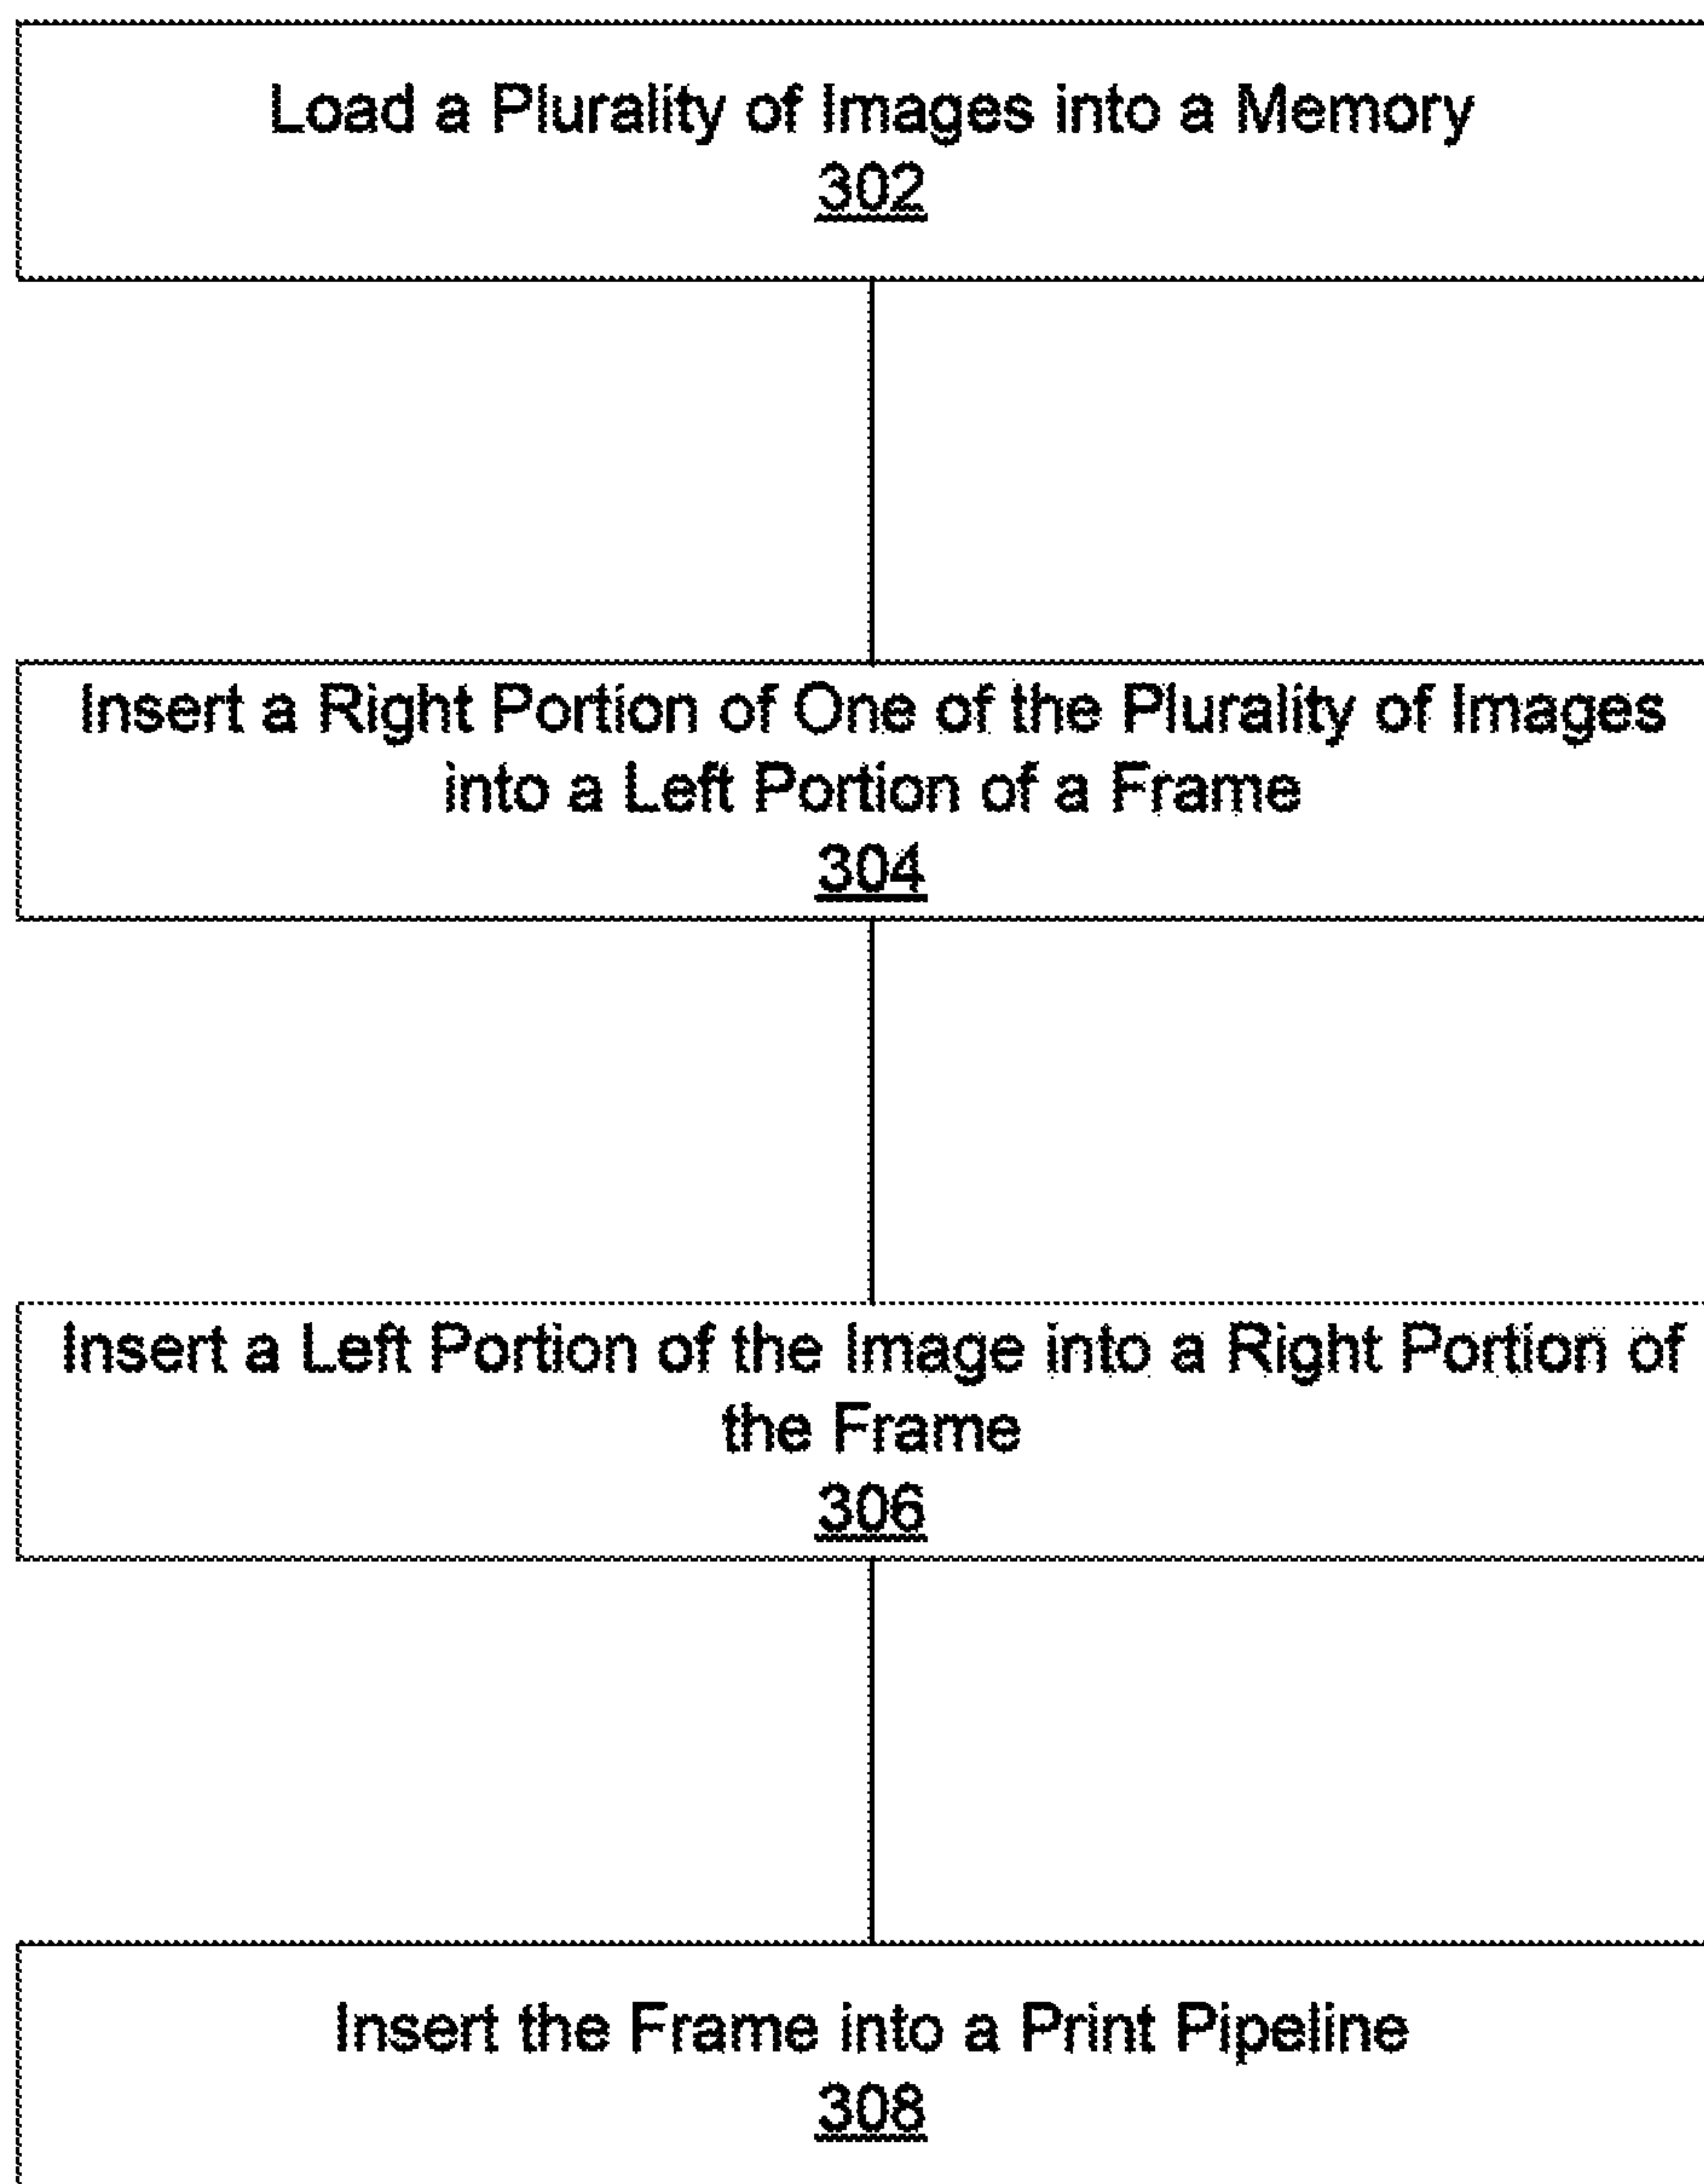 Load a Plurality of Images into a Memory
302
Insert a Right Portion of One of the Plurality of Images
into a Left Portion of a Frame
304
Insert a Left Portion of the Image into a Right Portion of
the Frame
306
Insert the Frame into a Print Pipeline
308